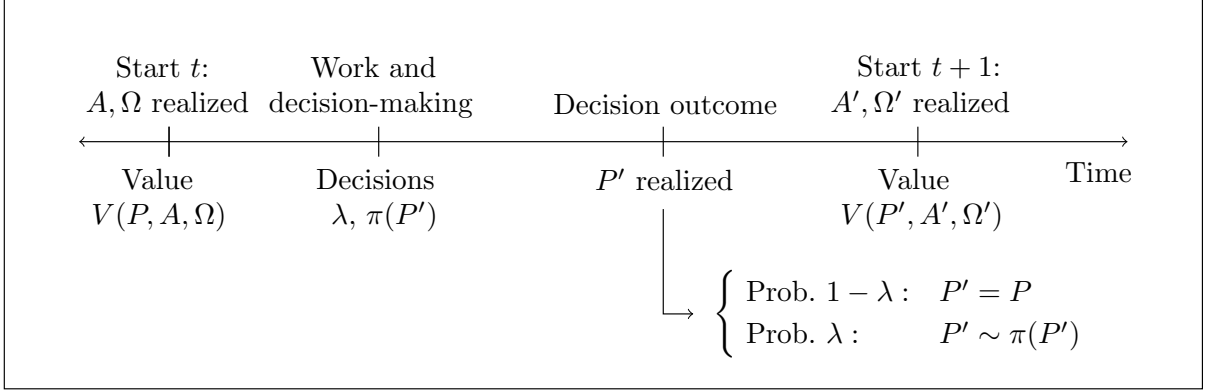 Start t:
A, Ω realized
Work and
decision-making
Decision outcome
Start t + 1:
A′, Ω′ realized
Value
V(P, A, Ω)
Decisions
λ, π(P′)
P′ realized
Value
V(P′, A′, Ω′)
Time
Prob. 1 − λ : P′ = P
Prob. λ : P′ ∼ π(P′)